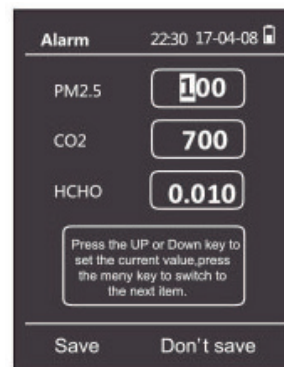 Alarm 22:30 17-04-08
PM2.5 100
CO2 700
HCHO 0.010
Press the UP or Down key to
set the current value,press
the meny key to switch to
the next item.
Save Don't save